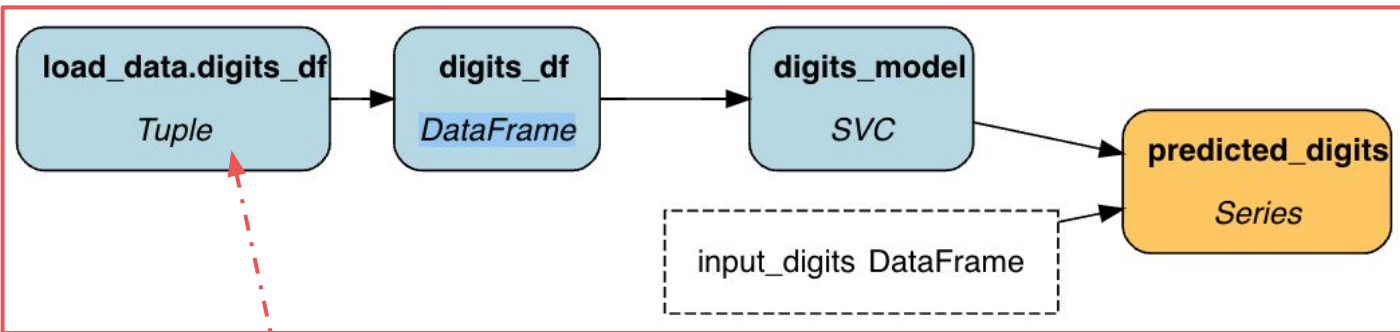 load_data.digits_df
Tuple
digits_df
DataFrame
digits_model
SVC
predicted_digits
Series
input_digits DataFrame